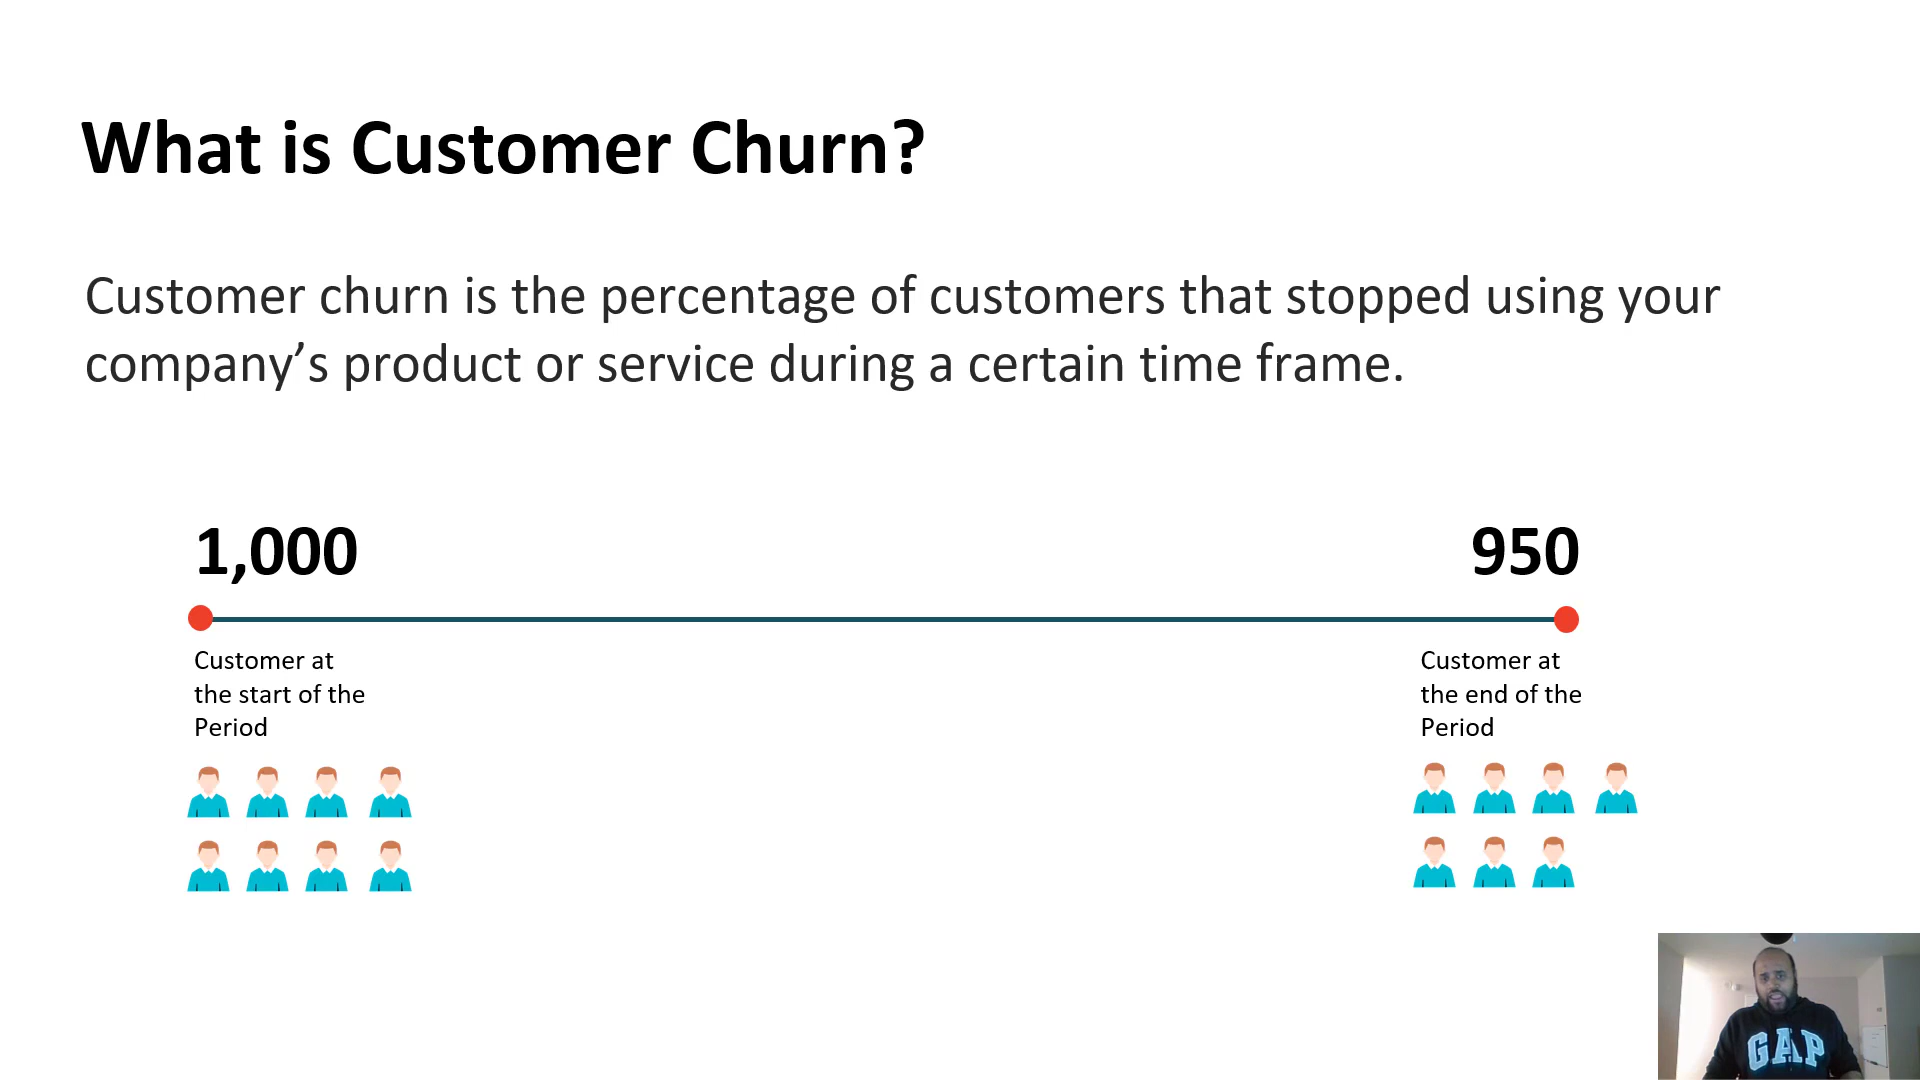 What is Customer Churn?
Customer churn is the percentage of customers that stopped using your
company’s product or service during a certain time frame.
1,000
950
Customer at
the start of the
Period
Customer at
the end of the
Period
GAP